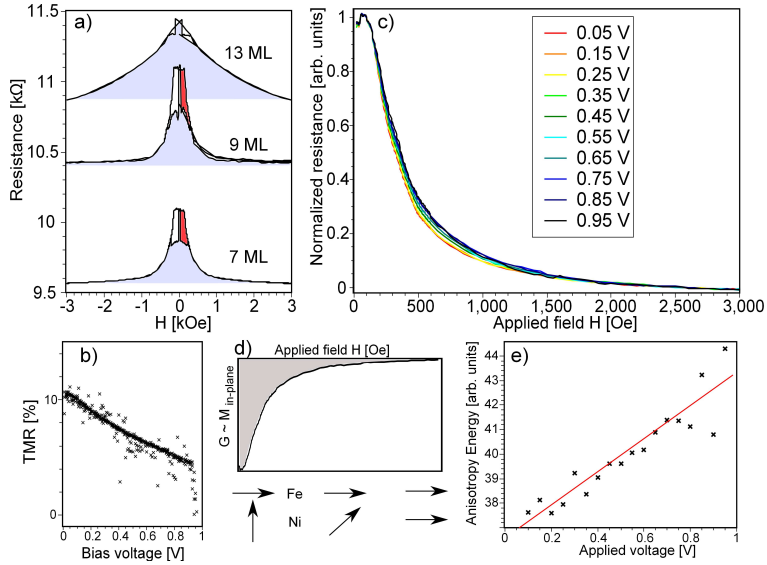 a)
Resistance [kΩ]
11.5
11
10.5
10
9.5
13 ML
9 ML
7 ML
-3
-2
-1
0
1
2
3
H [kOe]
c)
Normalized resistance [arb. units]
1
0.8
0.6
0.4
0.2
0
0.05 V
0.15 V
0.25 V
0.35 V
0.45 V
0.55 V
0.65 V
0.75 V
0.85 V
0.95 V
0
500
1,000
1,500
2,000
2,500
3,000
Applied field H [Oe]
b)
TMR [%]
10
5
0
0
0.2
0.4
0.6
0.8
1
Bias voltage [V]
d)
Applied field H [Oe]
G ~ M in-plane
Fe
Ni
e)
Anisotropy Energy [arb. units]
44
43
42
41
40
39
38
0
0.2
0.4
0.6
0.8
1
Applied voltage [V]